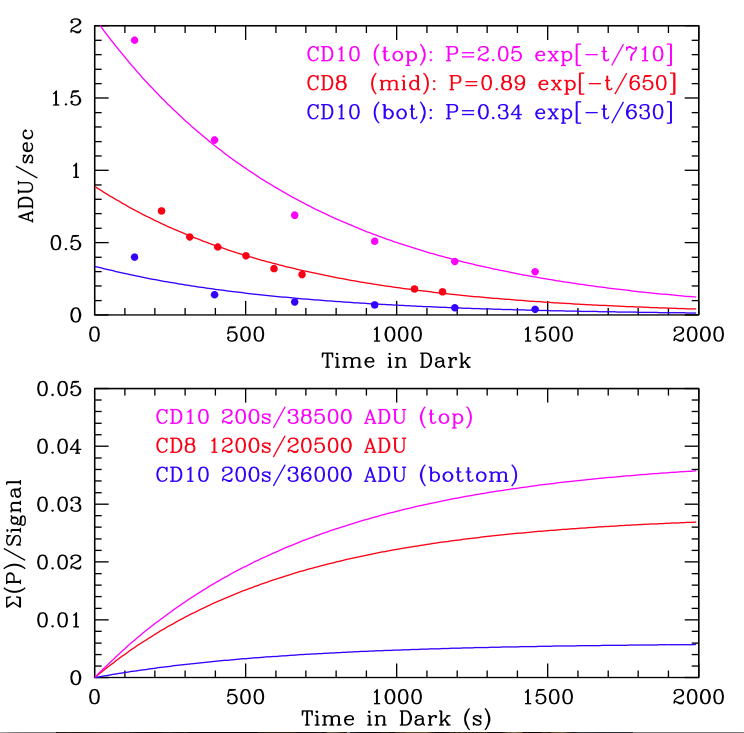 2
CD10 (top): P=2.05 exp[−t/710]
CD8 (mid): P=0.89 exp[−t/650]
1.5
CD10 (bot): P=0.34 exp[−t/630]
ADU/sec
1
0.5
0
0 500 1000 1500 2000
Time in Dark
0.05
CD10 200s/38500 ADU (top)
0.04
CD8 1200s/20500 ADU
CD10 200s/36000 ADU (bottom)
0.03
Σ(P)/Signal
0.02
0.01
0
0 500 1000 1500 2000
Time in Dark (s)